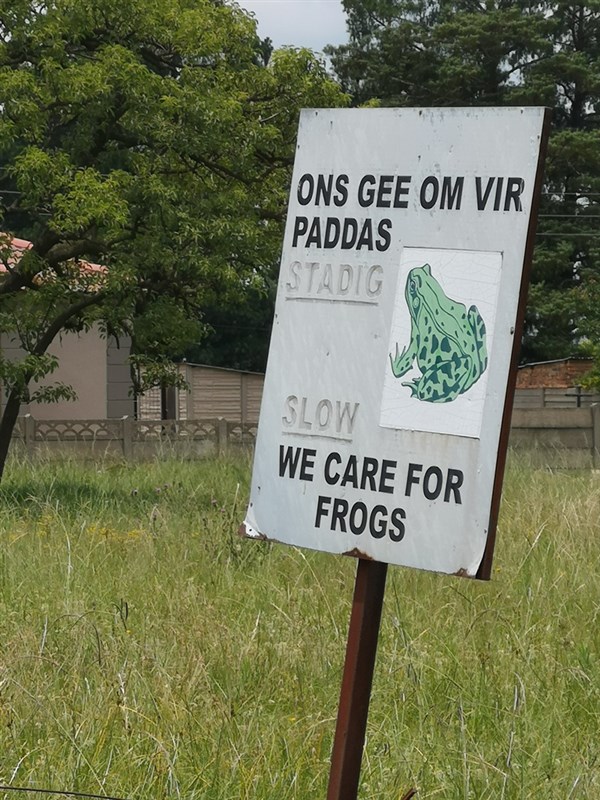 ONS GEE OM VIR
PADDAS
STADIG
SLOW
WE CARE FOR
FROGS